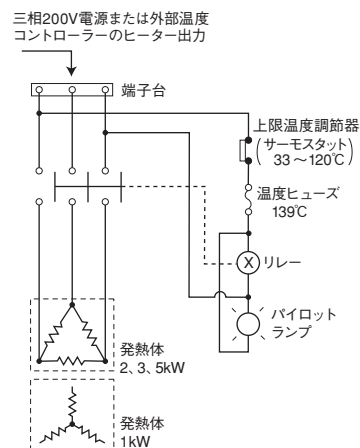 三相200V電源または外部温度
コントローラーのヒーター出力
端子台
上限温度調節器
(サーモスタット)
33～120℃
温度ヒューズ
139℃
X
リレー
パイロット
ランプ
発熱体
2、3、5kW
発熱体
1kW